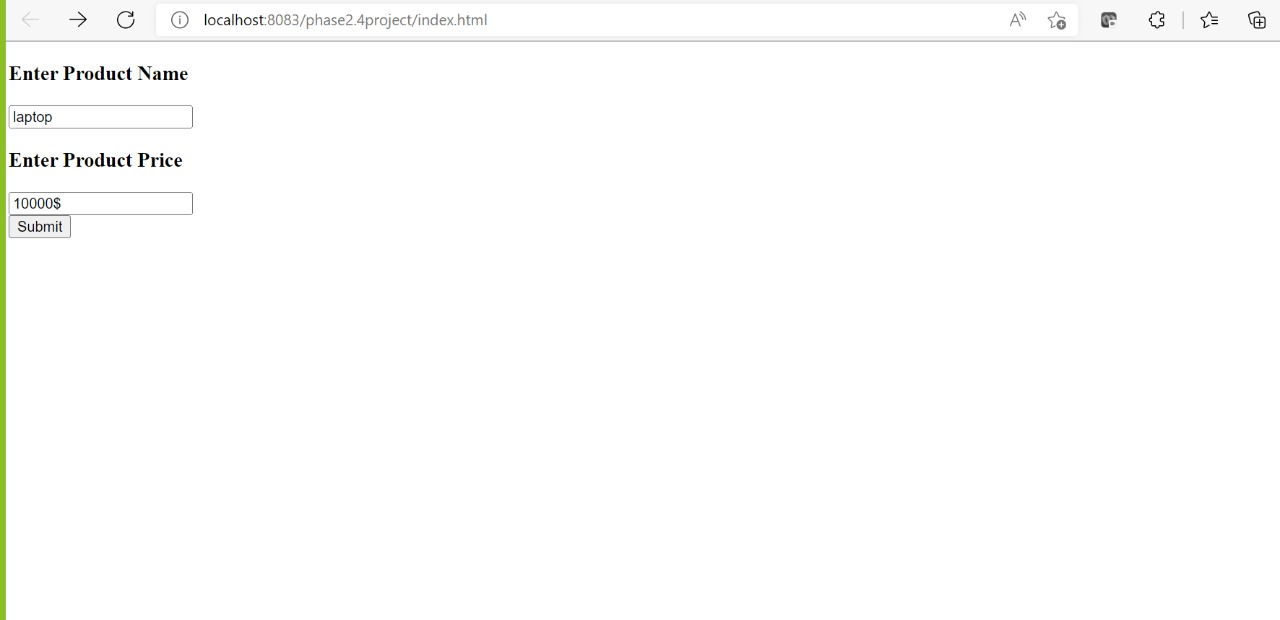 localhost:8083/phase2.4project/index.html
Enter Product Name
laptop
Enter Product Price
10000$
Submit